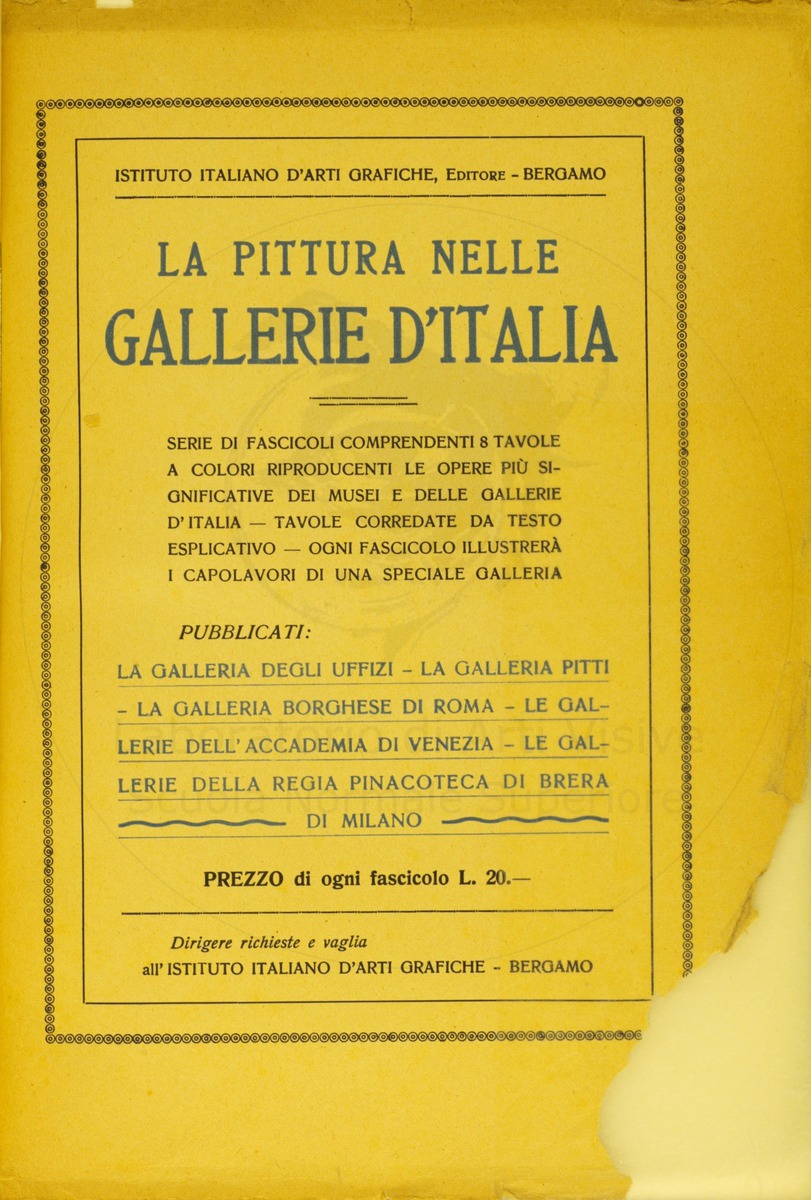 ISTITUTO ITALIANO D'ARTI GRAFICHE, EDITORE - BERGAMO
LA PITTURA NELLE
GALLERIE D'ITALIA
SERIE DI FASCICOLI COMPRENDENTI 8 TAVOLE
A COLORI RIPRODUCENTI LE OPERE PIÙ SI-
GNIFICATIVE DEI MUSEI E DELLE GALLERIE
D'ITALIA — TAVOLE CORREDATE DA TESTO
ESPLICATIVO — OGNI FASCICOLO ILLUSTRERÀ
I CAPOLAVORI DI UNA SPECIALE GALLERIA
PUBBLICATI:
LA GALLERIA DEGLI UFFIZI - LA GALLERIA PITTI
- LA GALLERIA BORGHESE DI ROMA - LE GAL-
LERIE DELL'ACCADEMIA DI VENEZIA - LE GAL-
LERIE DELLA REGIA PINACOTECA DI BRERA
DI MILANO
PREZZO di ogni fascicolo L. 20.—
Dirigere richieste e vaglia
all'ISTITUTO ITALIANO D'ARTI GRAFICHE - BERGAMO
Visive
Scuola Normale Superiore